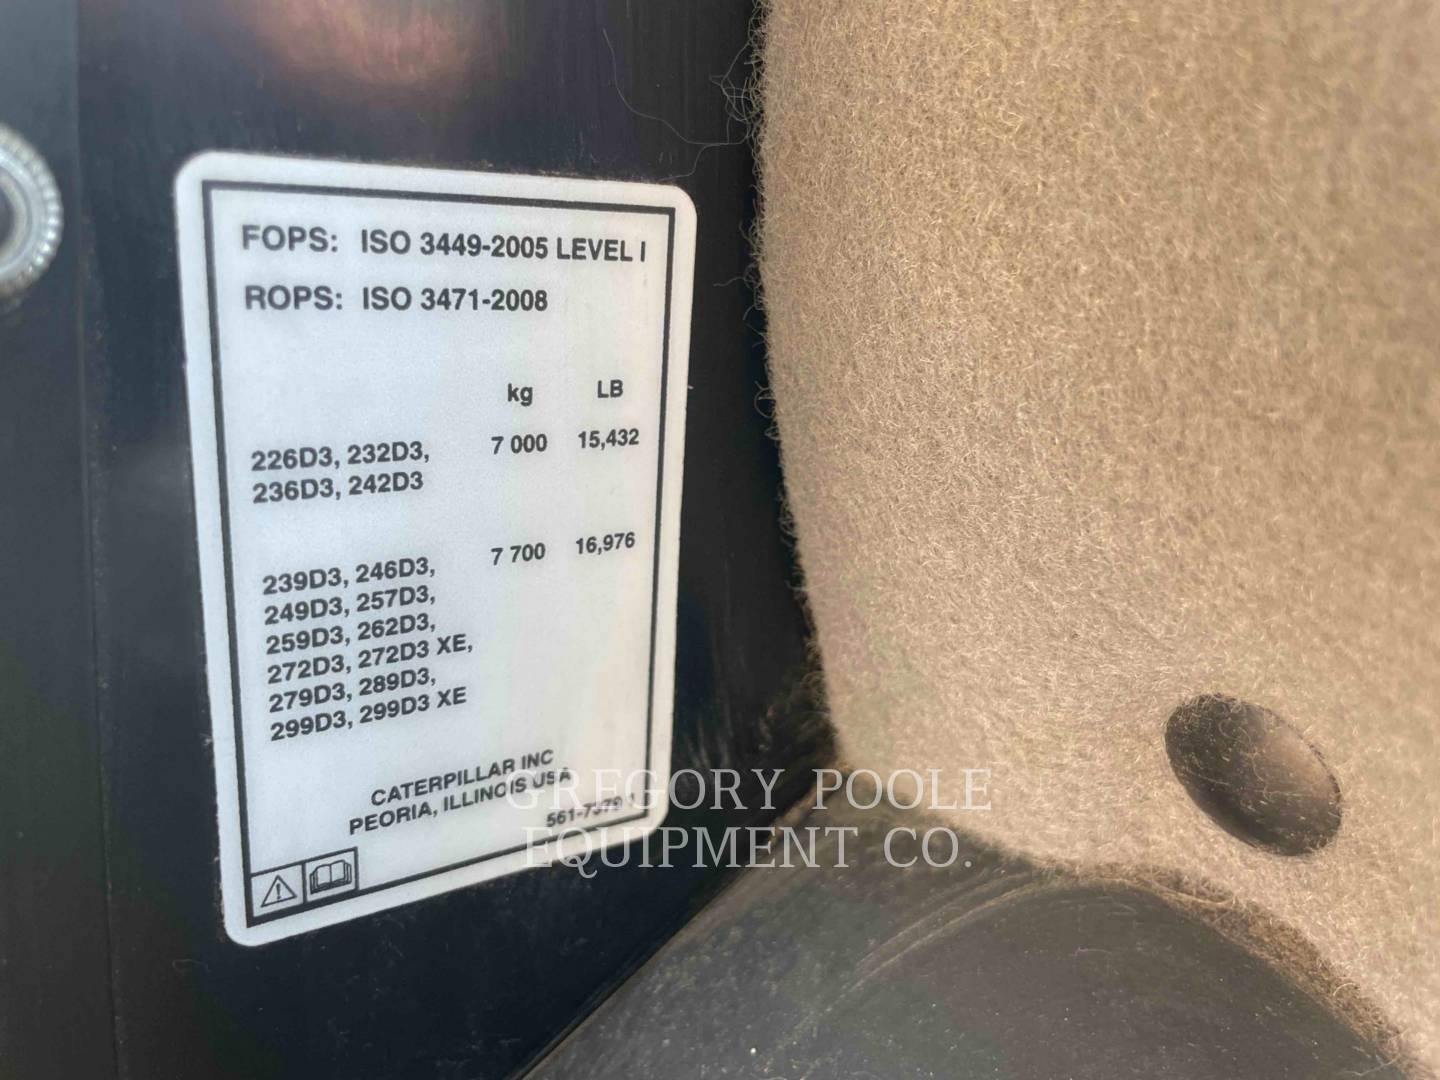 FOPS: ISO 3449-2005 LEVEL I
ROPS: ISO 3471-2008
kg LB
226D3, 232D3, 7 000 15,432
236D3, 242D3
239D3, 246D3, 7 700 16,976
249D3, 257D3,
259D3, 262D3,
272D3, 272D3 XE,
279D3, 289D3,
299D3, 299D3 XE
CATERPILLAR INC
PEORIA, ILLINOIS USA
GREGORY POOLE
EQUIPMENT CO.